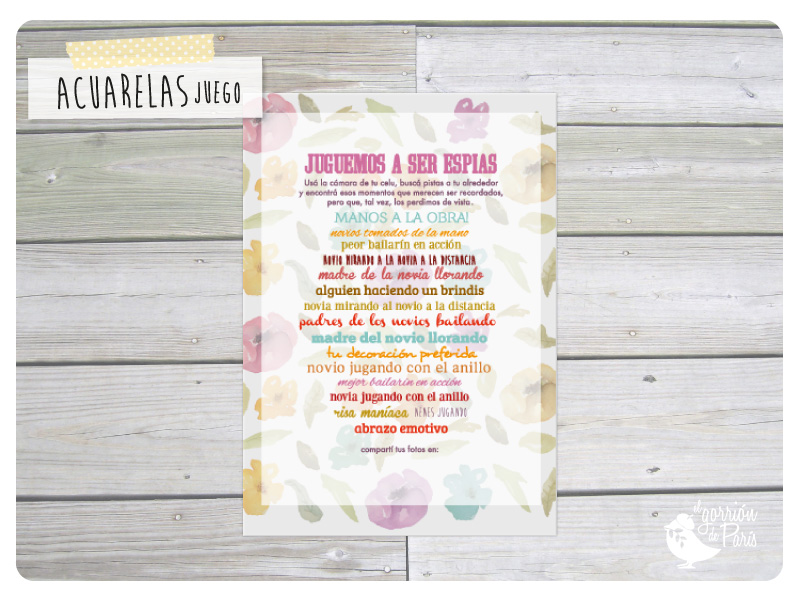 ACUARELAS JUEGO
JUGUEMOS A SER ESPIAS
Usá la cámara de tu celu, buscá pistas a tu alrededor
y encontrá esos momentos que merecen ser recordados,
pero que, tal vez, los perdimos de vista.
MANOS A LA OBRA!
novios tomados de la mano
peor bailarín en acción
NOVIO MIRANDO A LA NOVIA A LA DISTANCIA
madre de la novia llorando
alguien haciendo un brindis
novia mirando al novio a la distancia
padres de los novios bailando
madre del novio llorando
tu decoración preferida
novio jugando con el anillo
mejor bailarín en acción
novia jugando con el anillo
risa maníaca NENES JUGANDO
abrazo emotivo
compartí tus fotos en:
el gorrión
de París